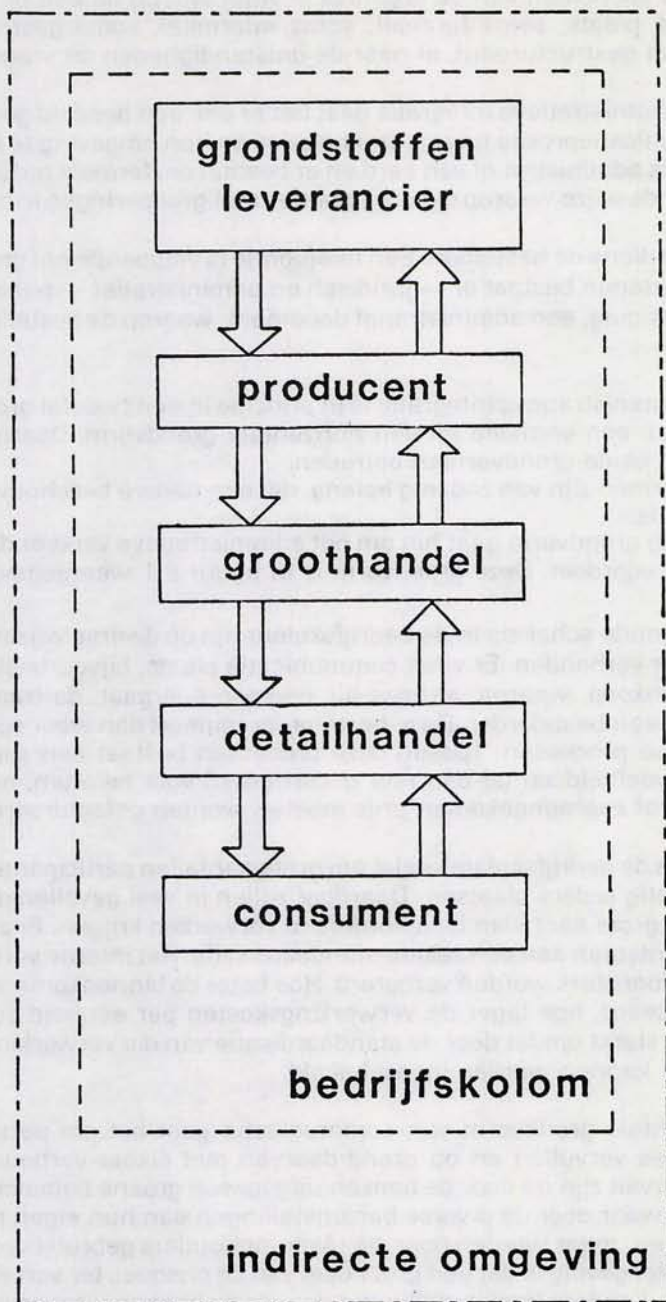 grondstoffen
leverancier
producent
groothandel
detailhandel
consument
bedrijfskolom
indirecte omgeving